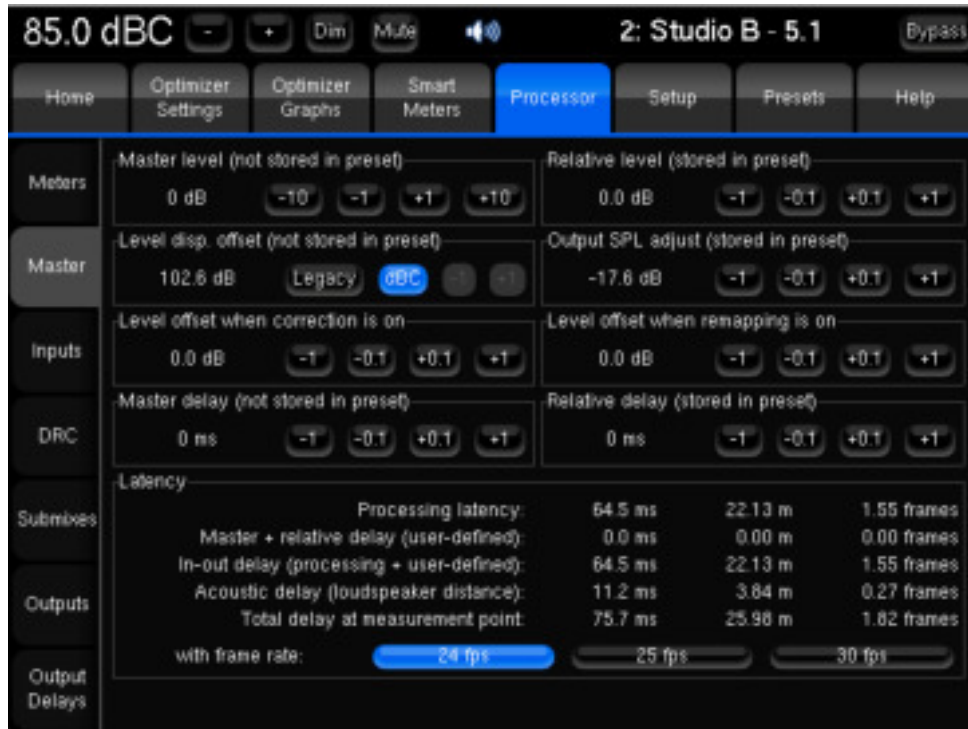 85.0 dBC - + Dim Mute 2: Studio B - 5.1 Bypass
Home Optimizer Settings Optimizer Graphs Smart Meters Processor Setup Presets Help
Meters
Master
Inputs
DRC
Submixes
Outputs
Output Delays
Master level (not stored in preset)
0 dB -10 -1 +1 +10
Relative level (stored in preset)
0.0 dB -1 -0.1 +0.1 +1
Level disp. offset (not stored in preset)
102.6 dB Legacy dBC -1 +1
Output SPL adjust (stored in preset)
-17.6 dB -1 -0.1 +0.1 +1
Level offset when correction is on
0.0 dB -1 -0.1 +0.1 +1
Level offset when remapping is on
0.0 dB -1 -0.1 +0.1 +1
Master delay (not stored in preset)
0 ms -1 -0.1 +0.1 +1
Relative delay (stored in preset)
0 ms -1 -0.1 +0.1 +1
Latency
Processing latency: 64.5 ms 22.13 m 1.55 frames
Master + relative delay (user-defined): 0.0 ms 0.00 m 0.00 frames
In-out delay (processing + user-defined): 64.5 ms 22.13 m 1.55 frames
Acoustic delay (loudspeaker distance): 11.2 ms 3.84 m 0.27 frames
Total delay at measurement point: 75.7 ms 25.98 m 1.82 frames
with frame rate: 24 fps 25 fps 30 fps